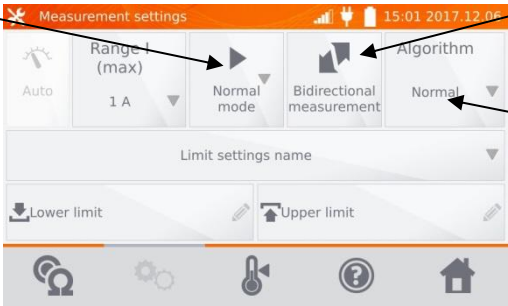 Measurement settings 15:01 2017.12.06
Auto
Range I
(max)
1 A
Normal
mode
Bidirectional
measurement
Algorithm
Normal
Limit settings name
Lower limit
Upper limit